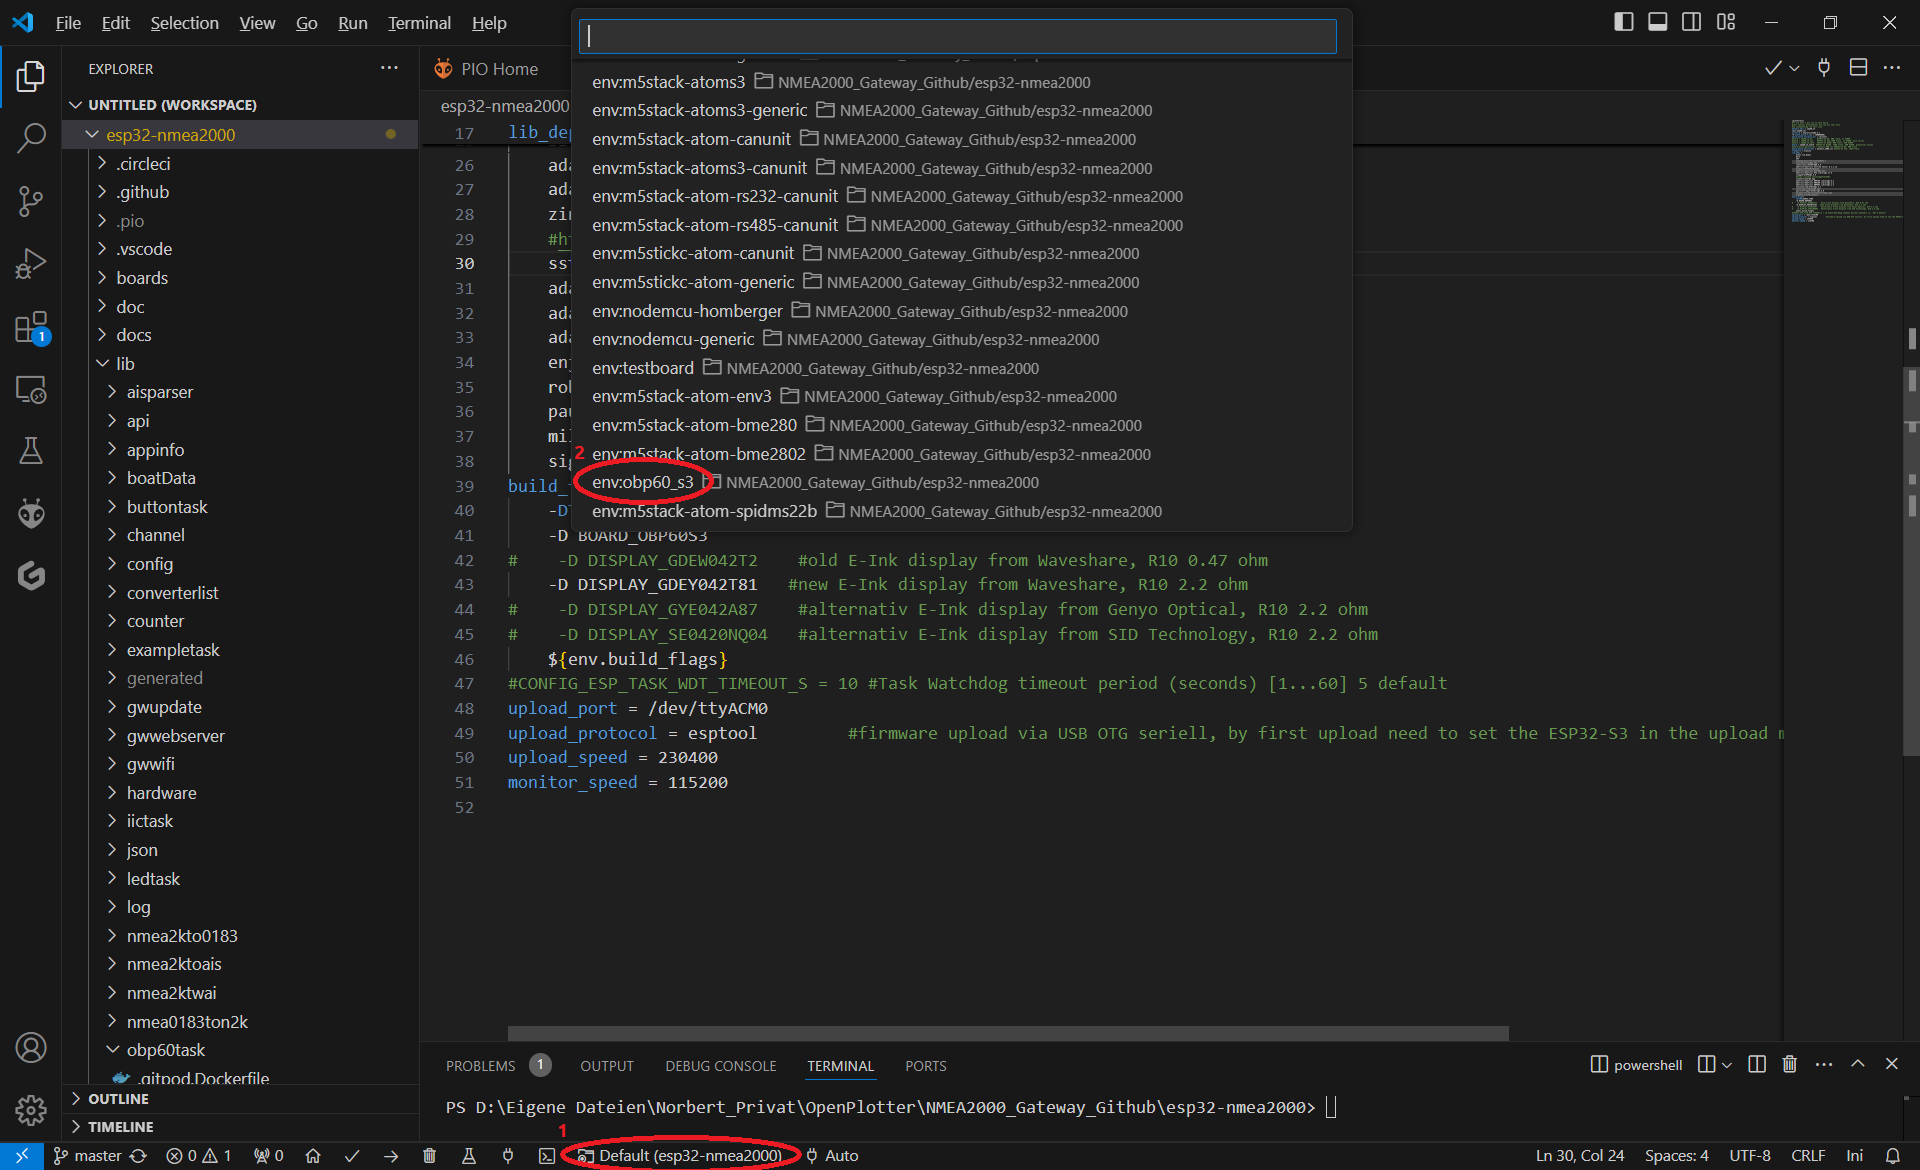 File Edit Selection View Go Run Terminal Help
EXPLORER
UNTITLED (WORKSPACE)
esp32-nmea2000
.circleci
.github
.pio
.vscode
boards
doc
docs
lib
aisparser
api
appinfo
boatData
buttontask
channel
config
converterlist
counter
exampletask
generated
gwupdate
gwwebserver
gwwifi
hardware
iictask
json
ledtask
log
nmea2kto0183
nmea2ktoais
nmea2ktwai
nmea0183ton2k
obp60task
.gitpod.Dockerfile
OUTLINE
TIMELINE
1
PIO Home
esp32-nmea2000
env:m5stack-atoms3 NMEA2000_Gateway_Github/esp32-nmea2000
env:m5stack-atoms3-generic NMEA2000_Gateway_Github/esp32-nmea2000
env:m5stack-atom-canunit NMEA2000_Gateway_Github/esp32-nmea2000
env:m5stack-atoms3-canunit NMEA2000_Gateway_Github/esp32-nmea2000
env:m5stack-atom-rs232-canunit NMEA2000_Gateway_Github/esp32-nmea2000
env:m5stack-atom-rs485-canunit NMEA2000_Gateway_Github/esp32-nmea2000
env:m5stickc-atom-canunit NMEA2000_Gateway_Github/esp32-nmea2000
env:m5stickc-atom-generic NMEA2000_Gateway_Github/esp32-nmea2000
env:nodemcu-homberger NMEA2000_Gateway_Github/esp32-nmea2000
env:nodemcu-generic NMEA2000_Gateway_Github/esp32-nmea2000
env:testboard NMEA2000_Gateway_Github/esp32-nmea2000
env:m5stack-atom-env3 NMEA2000_Gateway_Github/esp32-nmea2000
env:m5stack-atom-bme280 NMEA2000_Gateway_Github/esp32-nmea2000
2 env:m5stack-atom-bme2802 NMEA2000_Gateway_Github/esp32-nmea2000
env:obp60_s3 NMEA2000_Gateway_Github/esp32-nmea2000
env:m5stack-atom-spidms22b NMEA2000_Gateway_Github/esp32-nmea2000
17 lib_de
26 ada
27 ada
28 zin
29 #h
30 ss
31 ada
32 ada
33 ada
34 en
35 rob
36 pau
37 mi
38 si
39 build_
40 -D
41 -D BOARD_OBP60S3
42 # -D DISPLAY_GDEW042T2 #old E-Ink display from Waveshare, R10 0.47 ohm
43 -D DISPLAY_GDEY042T81 #new E-Ink display from Waveshare, R10 2.2 ohm
44 # -D DISPLAY_GYE042A87 #alternativ E-Ink display from Genyo Optical, R10 2.2 ohm
45 # -D DISPLAY_SE0420NQ04 #alternativ E-Ink display from SID Technology, R10 2.2 ohm
46 ${env.build_flags}
47 #CONFIG_ESP_TASK_WDT_TIMEOUT_S = 10 #Task Watchdog timeout period (seconds) [1...60] 5 default
48 upload_port = /dev/ttyACM0
49 upload_protocol = esptool #firmware upload via USB OTG seriell, by first upload need to set the ESP32-S3 in the upload m
50 upload_speed = 230400
51 monitor_speed = 115200
52
PROBLEMS 1 OUTPUT DEBUG CONSOLE TERMINAL PORTS powershell
PS D:\Eigene Dateien\Norbert_Privat\OpenPlotter\NMEA2000_Gateway_Github\esp32-nmea2000>
1
master 0 1 0 Default (esp32-nmea2000) Auto Ln 30, Col 24 Spaces: 4 UTF-8 CRLF Ini